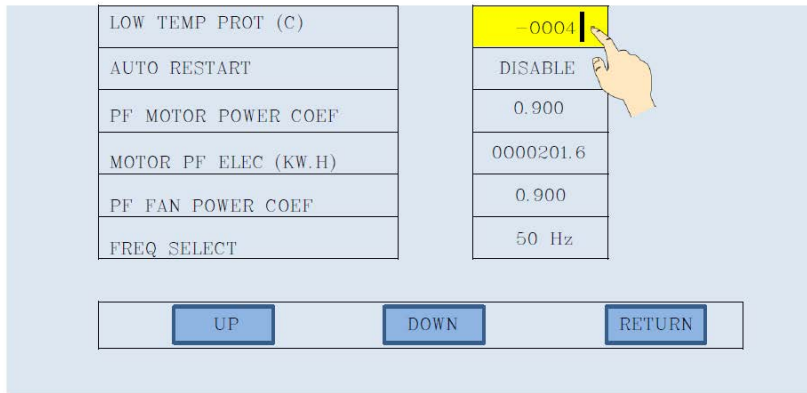 LOW TEMP PROT (C) -0004
AUTO RESTART DISABLE
PF MOTOR POWER COEF 0.900
MOTOR PF ELEC (KW.H) 0000201.6
PF FAN POWER COEF 0.900
FREQ SELECT 50 Hz
UP DOWN RETURN